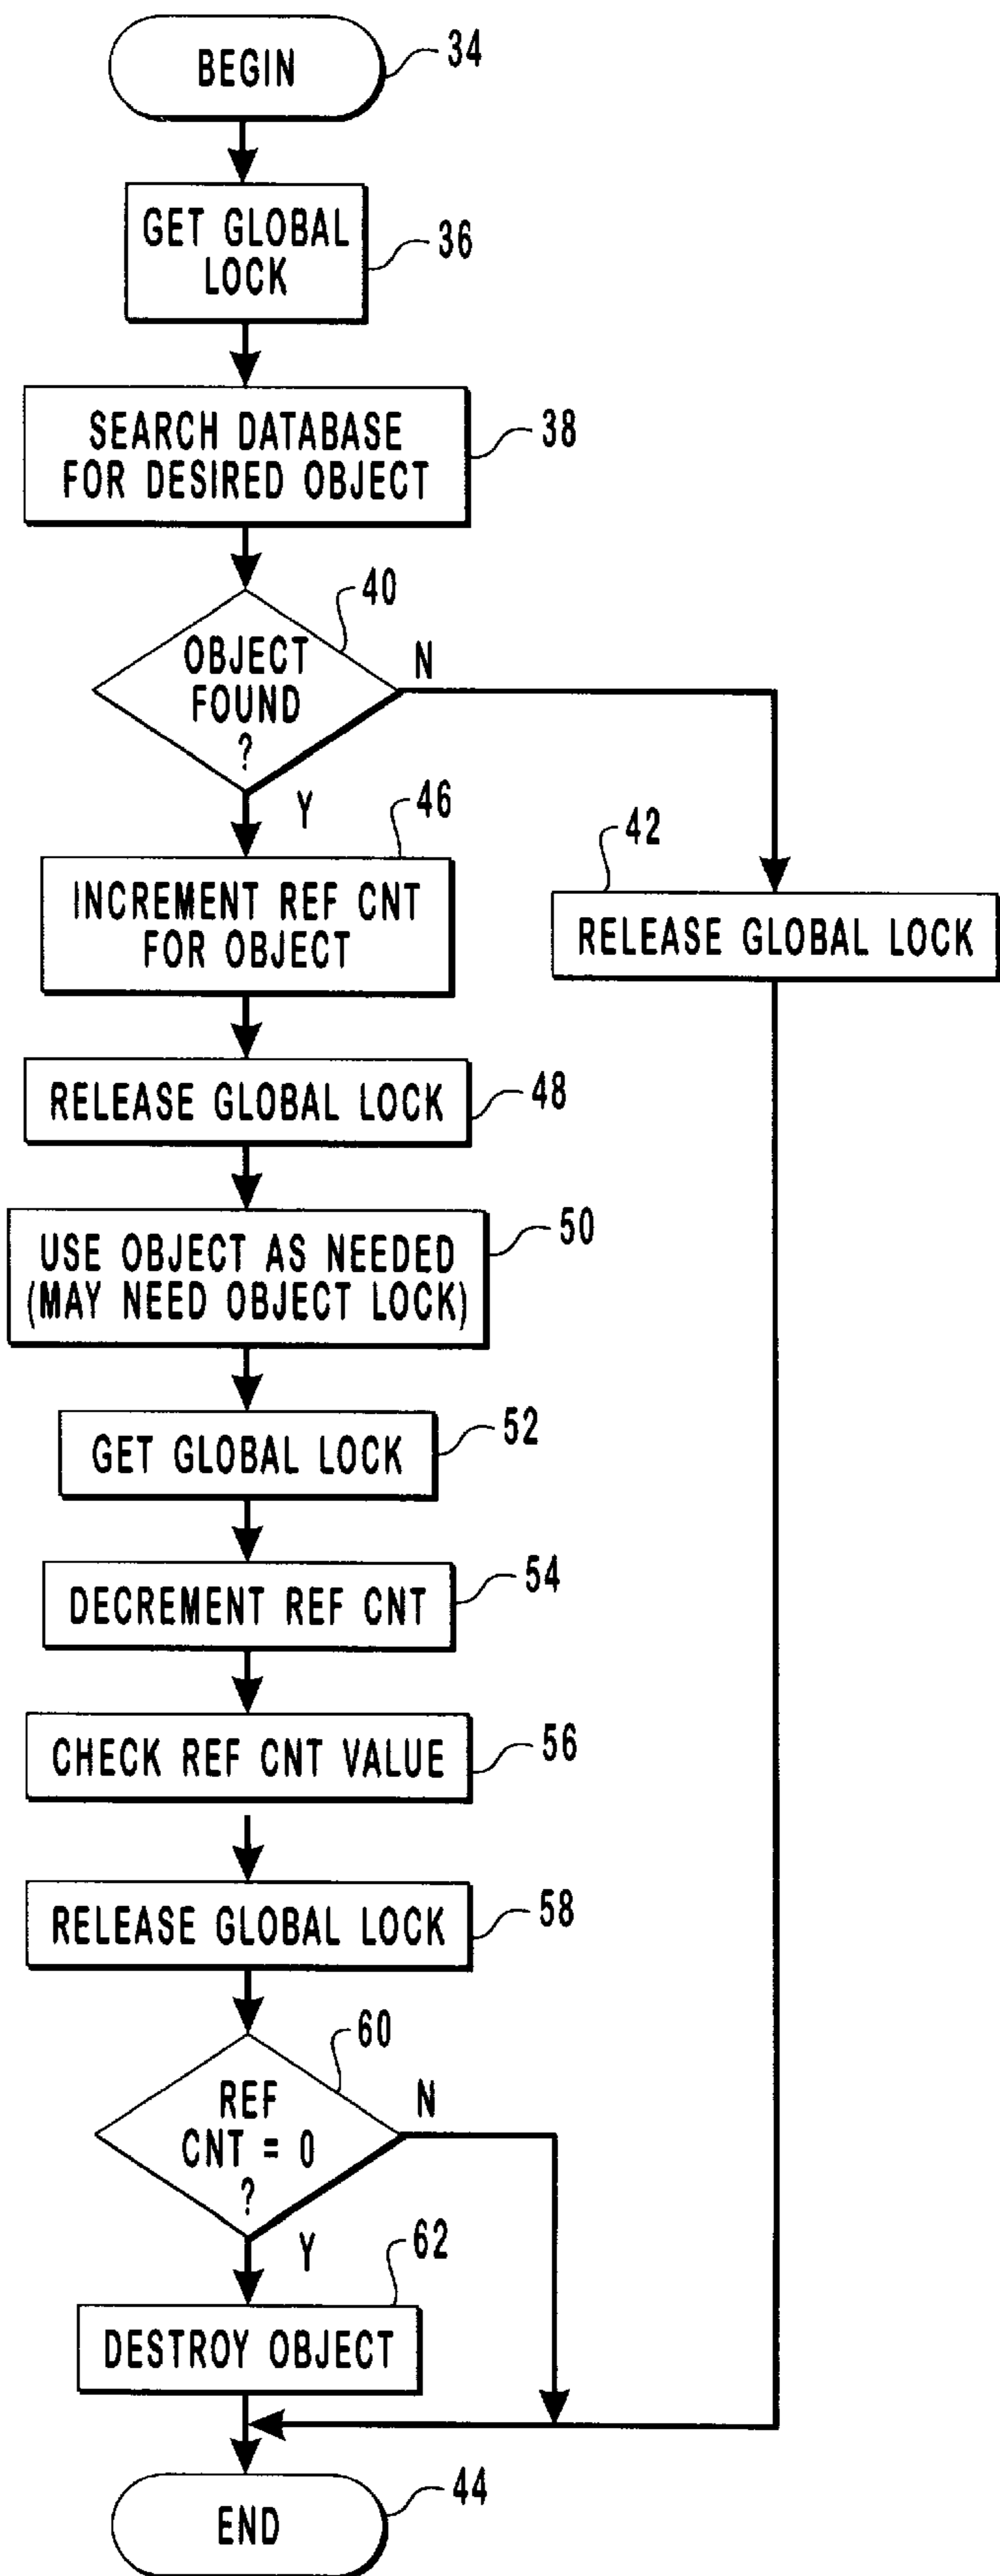 BEGIN
34
GET GLOBAL
LOCK
36
SEARCH DATABASE
FOR DESIRED OBJECT
38
40
OBJECT
FOUND
?
N
Y
46
INCREMENT REF CNT
FOR OBJECT
42
RELEASE GLOBAL LOCK
RELEASE GLOBAL LOCK
48
USE OBJECT AS NEEDED
(MAY NEED OBJECT LOCK)
50
GET GLOBAL LOCK
52
DECREMENT REF CNT
54
CHECK REF CNT VALUE
56
RELEASE GLOBAL LOCK
58
60
REF
CNT = 0
?
N
Y
62
DESTROY OBJECT
END
44